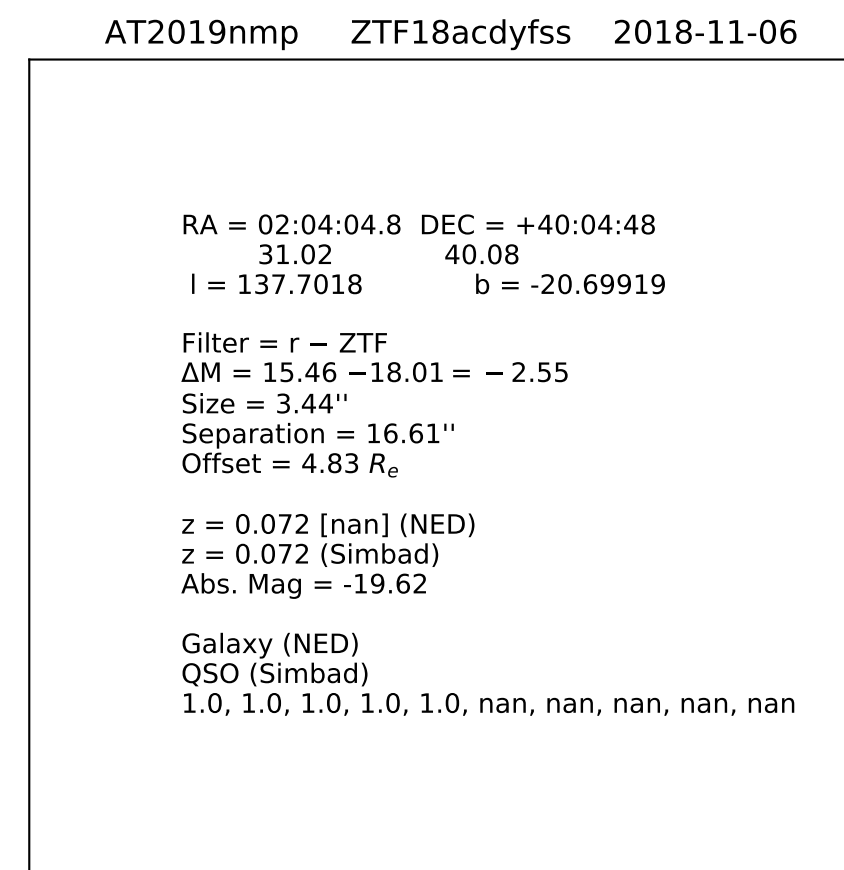 AT2019nmp ZTF18acdyfss 2018-11-06
RA = 02:04:04.8 DEC = +40:04:48
31.02 40.08
l = 137.7018 b = -20.69919
Filter = r − ZTF
ΔM = 15.46 −18.01 = − 2.55
Size = 3.44''
Separation = 16.61''
Offset = 4.83 Re
z = 0.072 [nan] (NED)
z = 0.072 (Simbad)
Abs. Mag = -19.62
Galaxy (NED)
QSO (Simbad)
1.0, 1.0, 1.0, 1.0, 1.0, nan, nan, nan, nan, nan